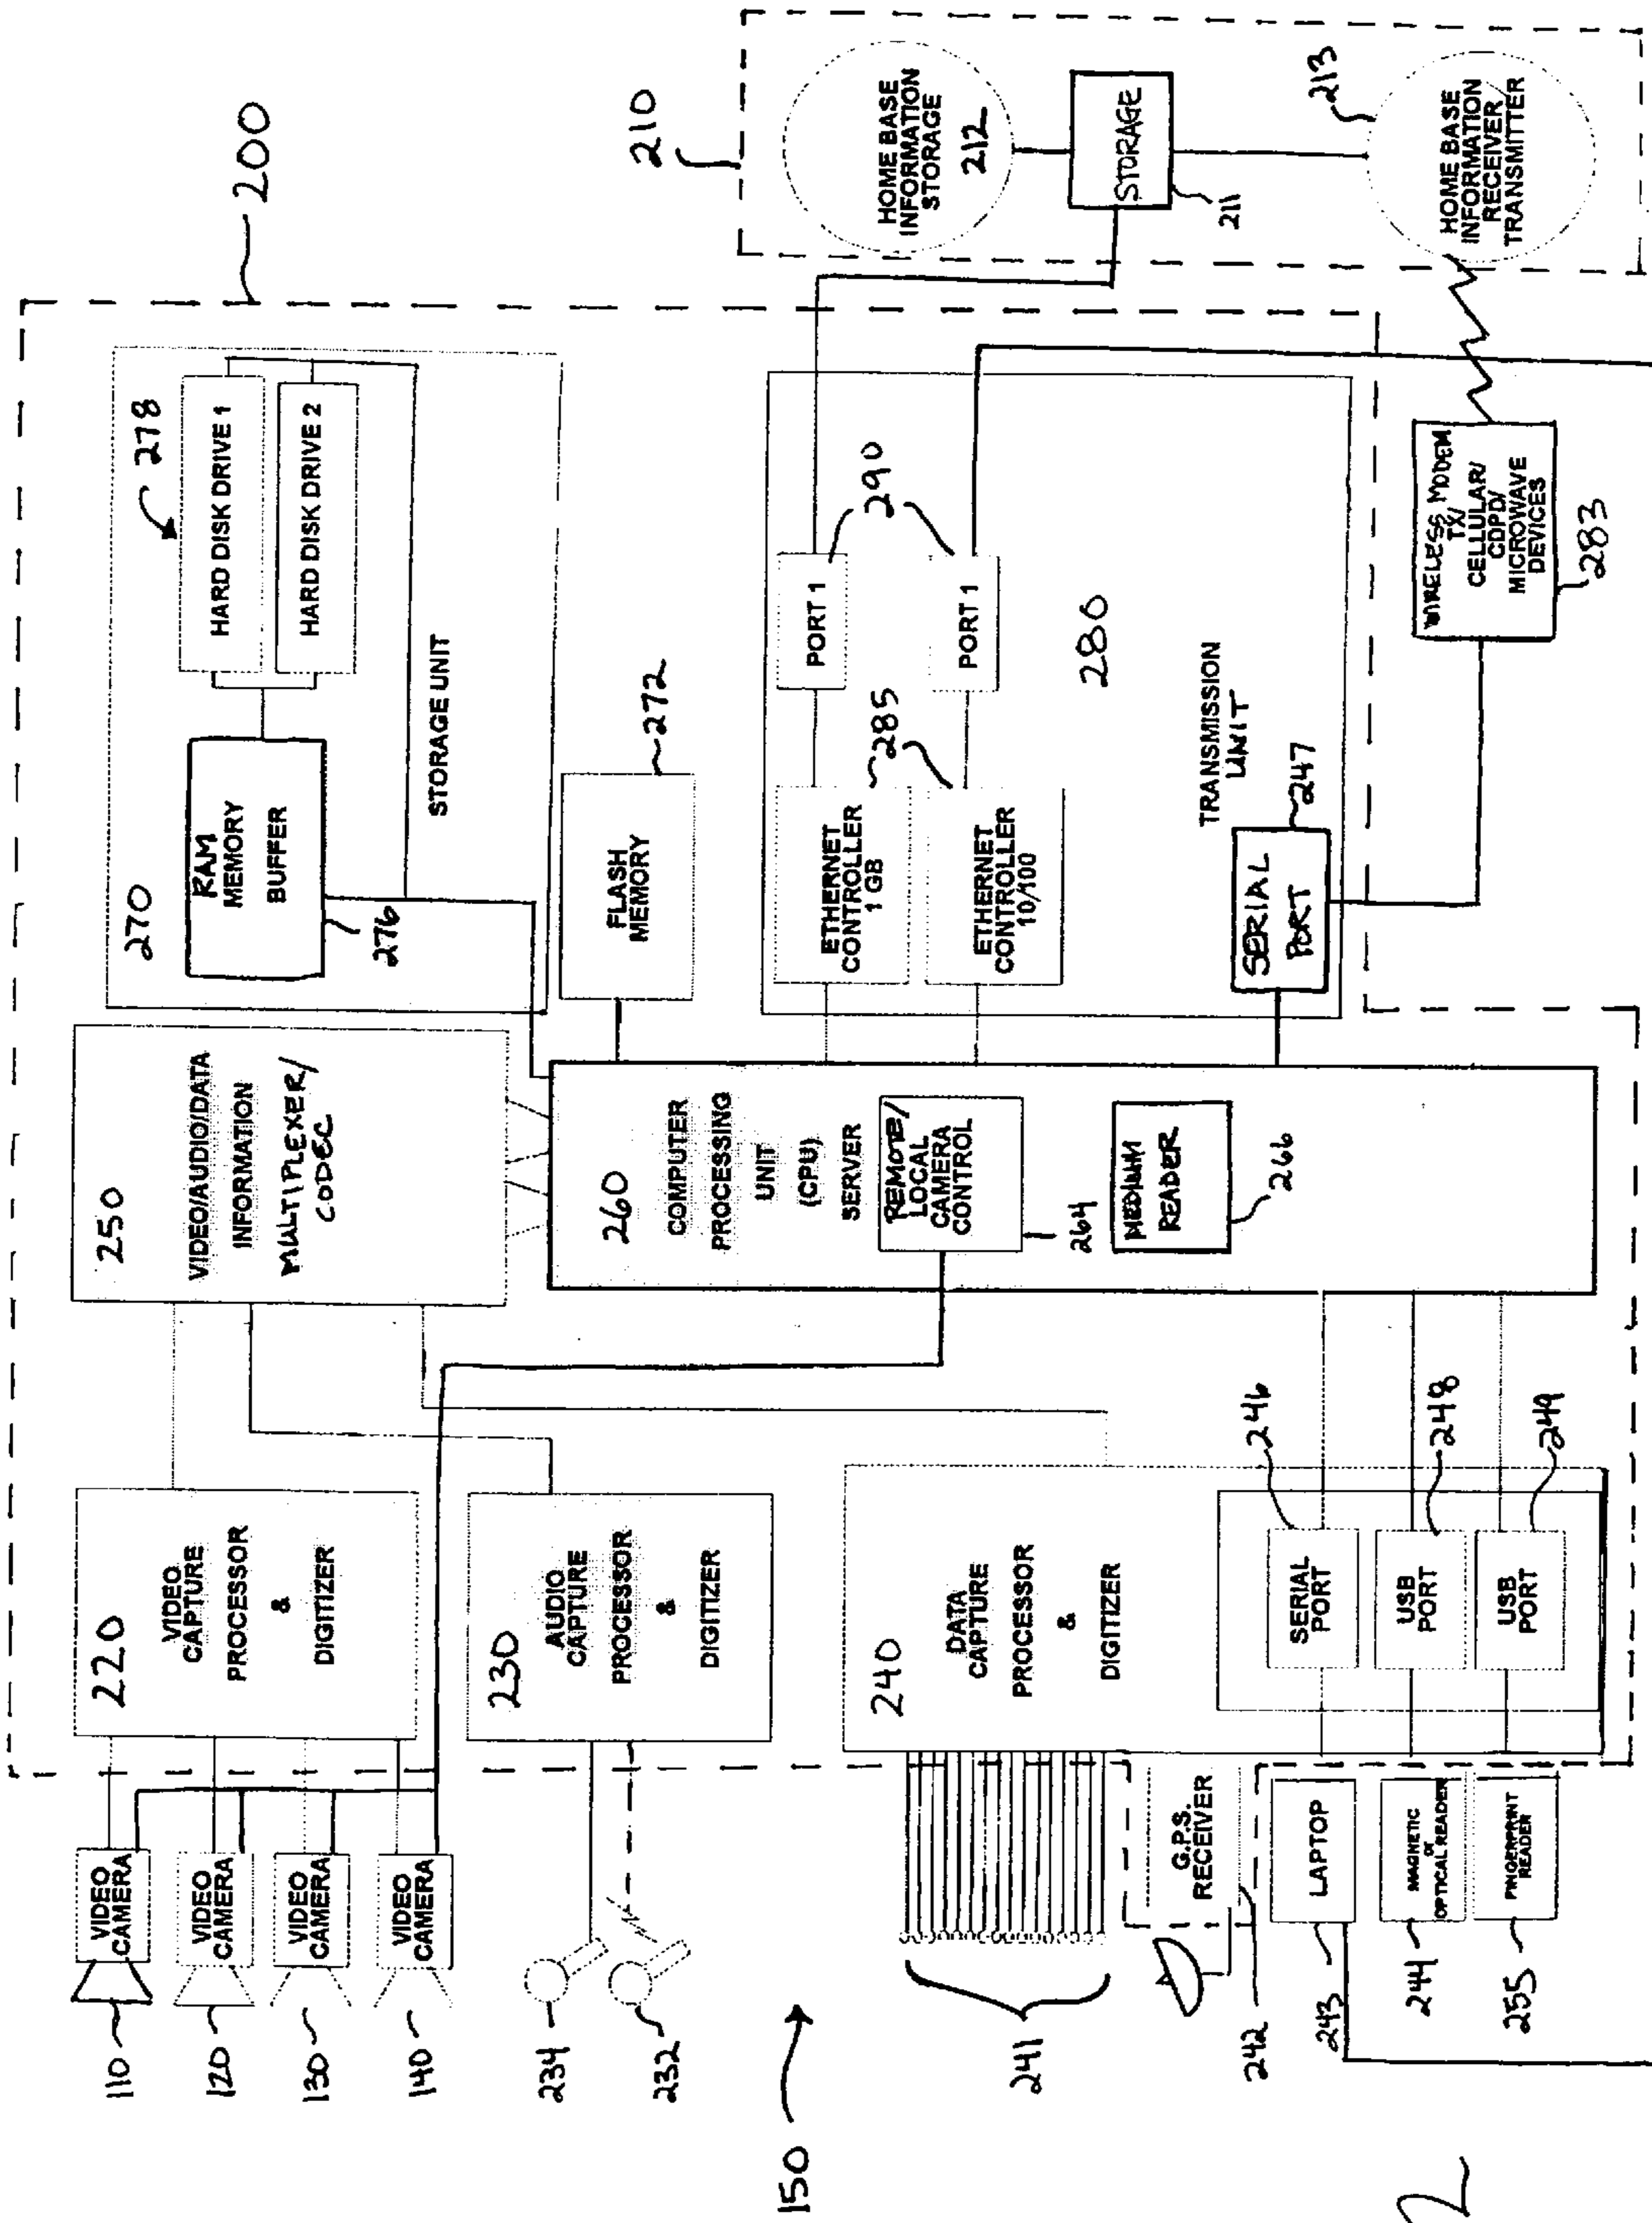 110
VIDEO
CAMERA
120
VIDEO
CAMERA
130
VIDEO
CAMERA
140
VIDEO
CAMERA
220
VIDEO
CAPTURE
PROCESSOR
&
DIGITIZER
234
232
230
AUDIO
CAPTURE
PROCESSOR
&
DIGITIZER
150
241
240
DATA
CAPTURE
PROCESSOR
&
DIGITIZER
242
G.P.S.
RECEIVER
243
LAPTOP
244
MAGNETIC
or
OPTICAL READER
255
FINGERPRINT
READER
SERIAL
PORT
246
USB
PORT
248
USB
PORT
249
250
VIDEO/AUDIO/DATA
INFORMATION
MULTIPLEXER/
CODEC
260
COMPUTER
PROCESSING
UNIT
(CPU)
SERVER
REMOTE/
LOCAL
CAMERA
CONTROL
264
MEDIUM
READER
266
270
RAM
MEMORY
BUFFER
276
278
HARD DISK DRIVE 1
HARD DISK DRIVE 2
STORAGE UNIT
FLASH
MEMORY
272
ETHERNET
CONTROLLER
1 GB
285
ETHERNET
CONTROLLER
10/100
PORT 1
290
PORT 1
280
TRANSMISSION
UNIT
SERIAL
PORT
247
200
WIRELESS MODEM
TX/
CELLULAR/
CDPD/
MICROWAVE
DEVICES
283
210
HOME BASE
INFORMATION
STORAGE
212
STORAGE
211
213
HOME BASE
INFORMATION
RECEIVER
TRANSMITTER
2